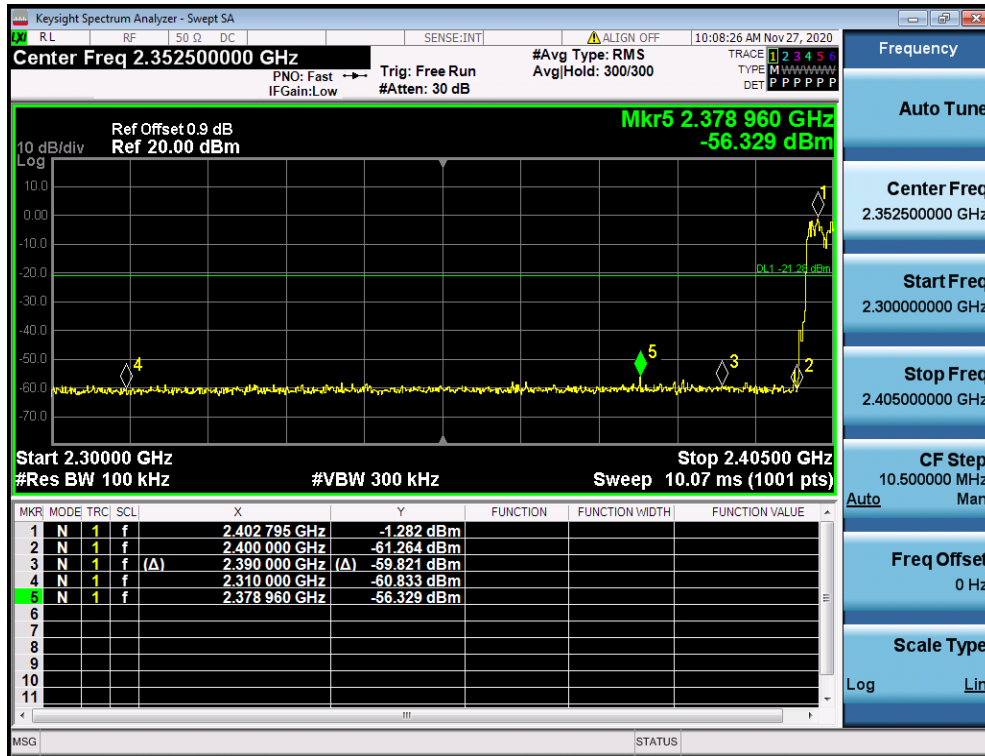 Keysight Spectrum Analyzer - Swept SA
LXI RL RF 50 Ω DC SENSE:INT ALIGN OFF 10:08:26 AM Nov 27, 2020
Center Freq 2.352500000 GHz
#Avg Type: RMS
TRACE 1 2 3 4 5 6
PNO: Fast Trig: Free Run Avg|Hold: 300/300
TYPE M W W W W W
IFGain:Low #Atten: 30 dB
DET P P P P P P
Mkr5 2.378 960 GHz
-56.329 dBm
Ref Offset 0.9 dB
10 dB/div Ref 20.00 dBm
Log
10.0
0.00
-10.0
-20.0
-30.0
-40.0
-50.0
-60.0
-70.0
1
DL1 -21.28 dBm
4
5
3
2
Start 2.30000 GHz Stop 2.40500 GHz
#Res BW 100 kHz #VBW 300 kHz Sweep 10.07 ms (1001 pts)
MKR MODE TRC SCL X Y FUNCTION FUNCTION WIDTH FUNCTION VALUE
1 N 1 f 2.402 795 GHz -1.282 dBm
2 N 1 f 2.400 000 GHz -61.264 dBm
3 N 1 f (Δ) 2.390 000 GHz (Δ) -59.821 dBm
4 N 1 f 2.310 000 GHz -60.833 dBm
5 N 1 f 2.378 960 GHz -56.329 dBm
6
7
8
9
10
11
MSG STATUS
Frequency
Auto Tune
Center Freq
2.352500000 GHz
Start Freq
2.300000000 GHz
Stop Freq
2.405000000 GHz
CF Step
10.500000 MHz
Auto Man
Freq Offset
0 Hz
Scale Type
Log Lin